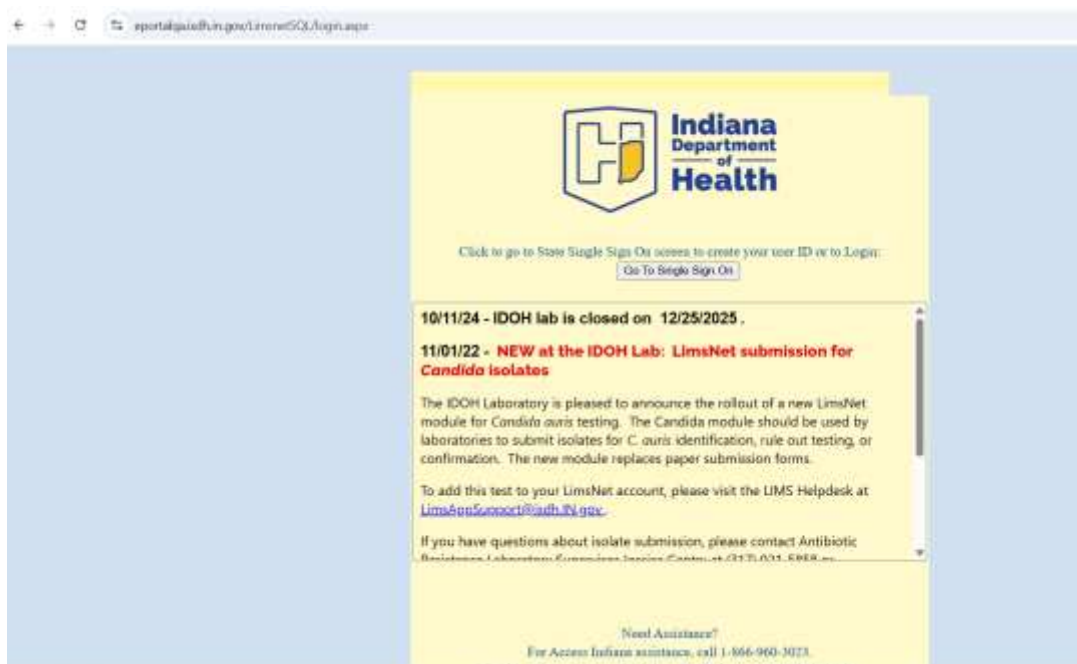 Indiana
Department
of
Health
Click to go to State Single Sign On screen to create your user ID or to Login:
Go To Single Sign On
10/11/24 - IDOH lab is closed on 12/25/2025 .
11/01/22 - NEW at the IDOH Lab: LimsNet submission for
Candida isolates
The IDOH Laboratory is pleased to announce the rollout of a new LimsNet
module for Candida auris testing. The Candida module should be used by
laboratories to submit isolates for C. auris identification, rule out testing, or
confirmation. The new module replaces paper submission forms.
To add this test to your LimsNet account, please visit the LIMS Helpdesk at
LimsAppSupport@isdh.IN.gov.
If you have questions about isolate submission, please contact Antibiotic
Need Assistance?
For Access Indiana assistance, call 1-866-960-3023.